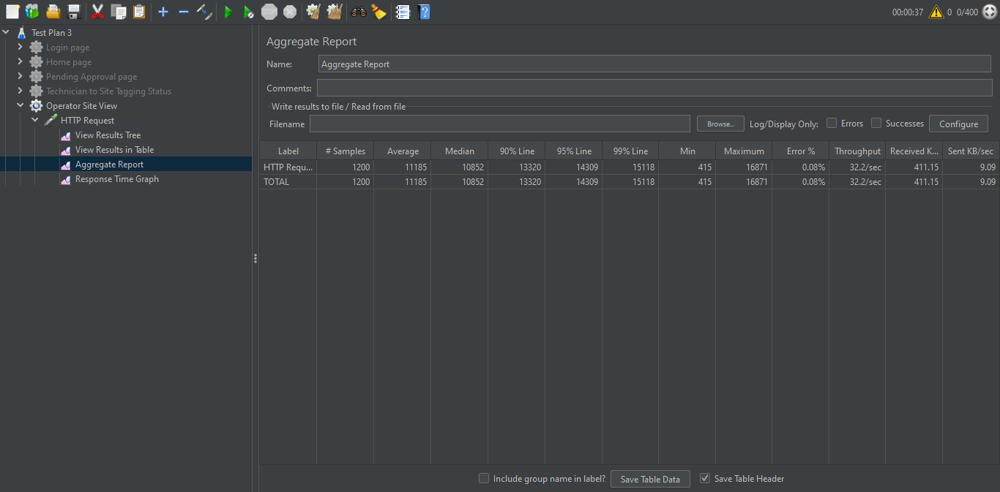 00:00:37 0 0/400
Test Plan 3
Login page
Home page
Pending Approval page
Technician to Site Tagging Status
Operator Site View
HTTP Request
View Results Tree
View Results in Table
Aggregate Report
Response Time Graph
Aggregate Report
Name: Aggregate Report
Comments:
Write results to file / Read from file
Filename Browse... Log/Display Only: Errors Successes Configure
Label # Samples Average Median 90% Line 95% Line 99% Line Min Maximum Error % Throughput Received K... Sent KB/sec
HTTP Requ... 1200 11185 10852 13320 14309 15118 415 16871 0.08% 32.2/sec 411.15 9.09
TOTAL 1200 11185 10852 13320 14309 15118 415 16871 0.08% 32.2/sec 411.15 9.09
Include group name in label? Save Table Data Save Table Header